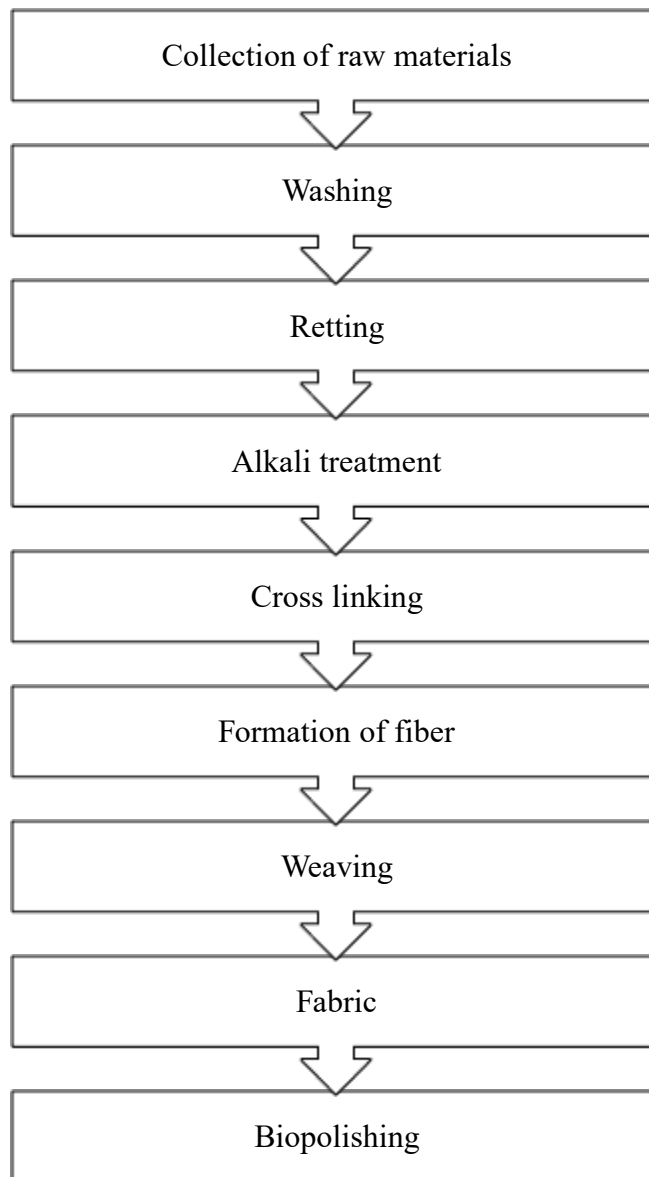 Collection of raw materials
Washing
Retting
Alkali treatment
Cross linking
Formation of fiber
Weaving
Fabric
Biopolishing